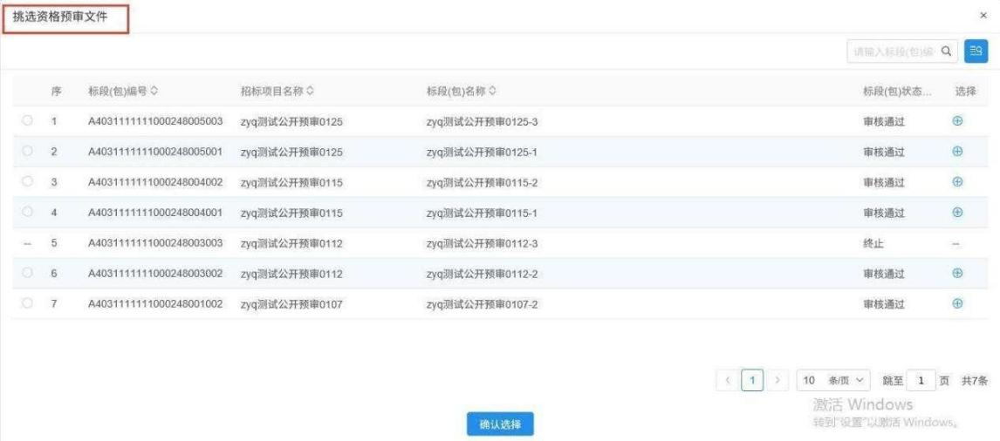 挑选资格预审文件 ×
请输入标段(包)编
序 标段(包)编号 招标项目名称 标段(包)名称 标段(包)状态... 选择
1 A4031111111000248005003 zyq测试公开预审0125 zyq测试公开预审0125-3 审核通过
2 A4031111111000248005001 zyq测试公开预审0125 zyq测试公开预审0125-1 审核通过
3 A4031111111000248004002 zyq测试公开预审0115 zyq测试公开预审0115-2 审核通过
4 A4031111111000248004001 zyq测试公开预审0115 zyq测试公开预审0115-1 审核通过
-- 5 A4031111111000248003003 zyq测试公开预审0112 zyq测试公开预审0112-3 终止 --
6 A4031111111000248003002 zyq测试公开预审0112 zyq测试公开预审0112-2 审核通过
7 A4031111111000248001002 zyq测试公开预审0107 zyq测试公开预审0107-2 审核通过
< 1 > 10 条/页 跳至 1 页 共7条
激活 Windows
转到"设置"以激活 Windows。
确认选择